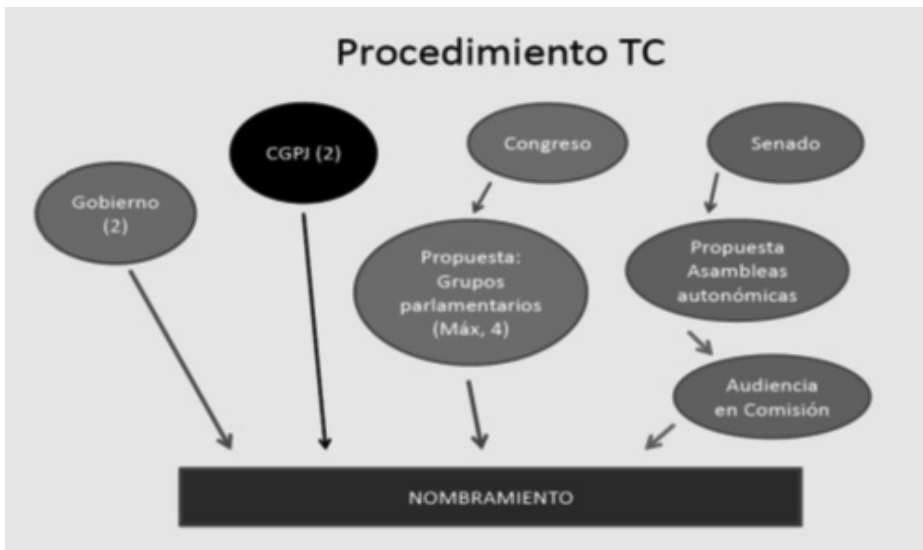 Procedimiento TC
Gobierno
(2)
CGPJ (2)
Congreso
Senado
Propuesta:
Grupos
parlamentarios
(Máx, 4)
Propuesta
Asambleas
autonómicas
Audiencia
en Comisión
NOMBRAMIENTO